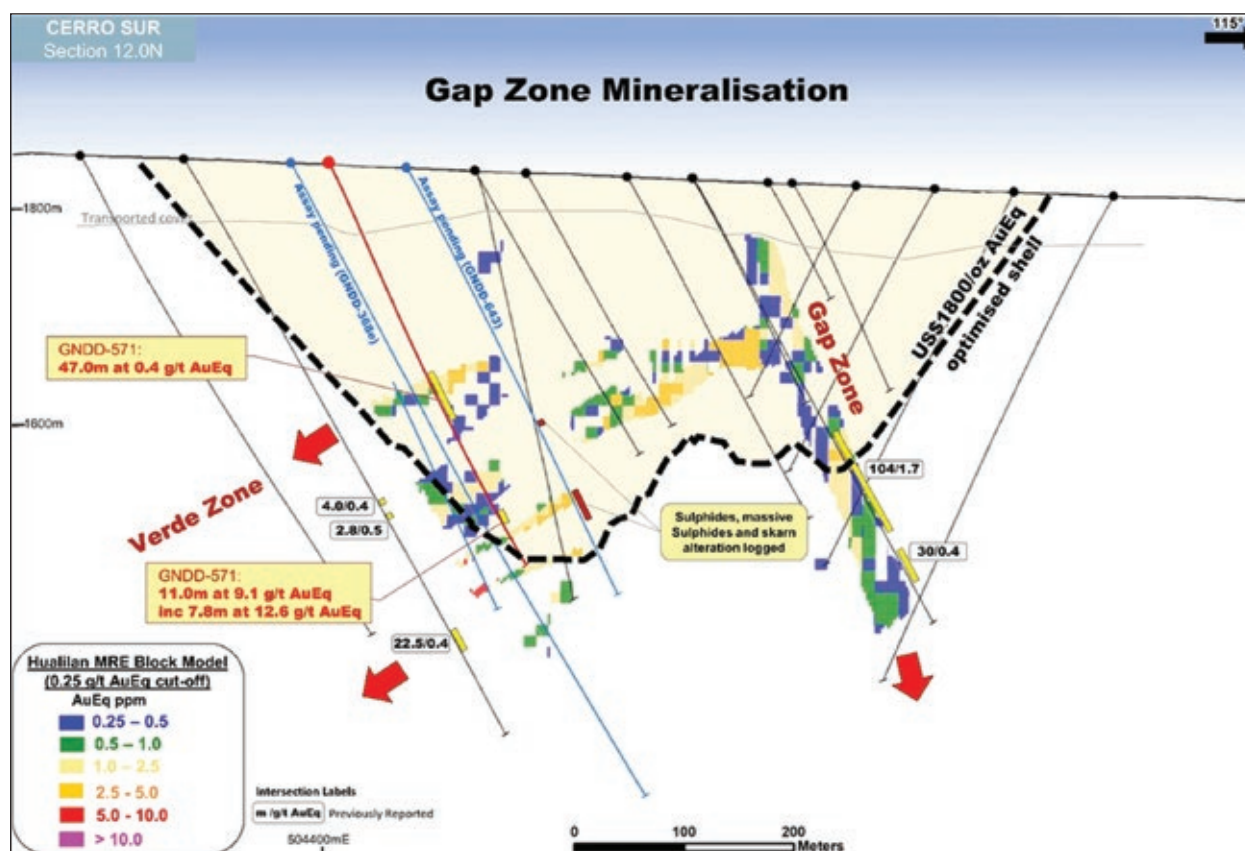 CERRO SUR
Section 12.0N
115°
Gap Zone Mineralisation
1800m
Transported cover
Assay pending (GNDD-368e)
Assay pending (GNDD-643)
Gap Zone
US$1800/oz AuEq
optimised shell
GNDD-571:
47.0m at 0.4 g/t AuEq
1600m
Verde Zone
4.0/0.4
2.8/0.5
104/1.7
30/0.4
Sulphides, massive
Sulphides and skarn
alteration logged
GNDD-571:
11.0m at 9.1 g/t AuEq
inc 7.8m at 12.6 g/t AuEq
22.5/0.4
Hualilan MRE Block Model
(0.25 g/t AuEq cut-off)
AuEq ppm
0.25 – 0.5
0.5 – 1.0
1.0 – 2.5
2.5 - 5.0
5.0 - 10.0
> 10.0
Intersection Labels
m /g/t AuEq Previously Reported
504400mE
0 100 200
Meters